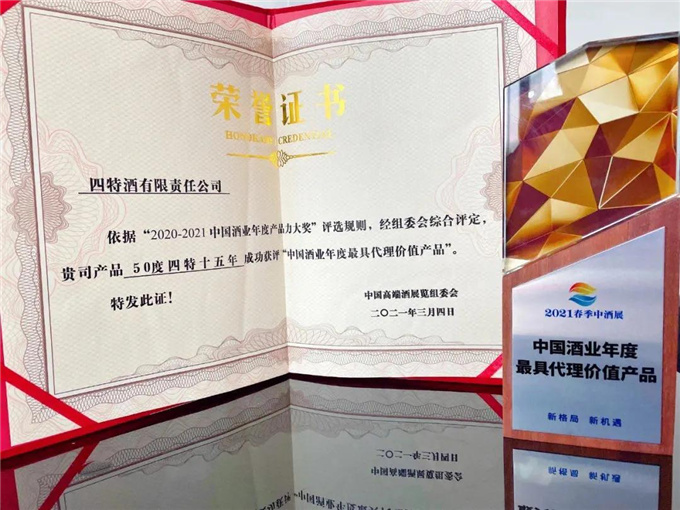 荣誉证书
HONORARY CREDENTIAL
四特酒有限责任公司
依据“2020-2021中国酒业年度产品力大奖”评选规则，经组委会综合评定，
贵司产品 50度四特十五年 成功获评“中国酒业年度最具代理价值产品”。
特发此证！
中国高端酒展览组委会
二〇二一年三月四日
2021春季中酒展
中国酒业年度
最具代理价值产品
新格局 新机遇